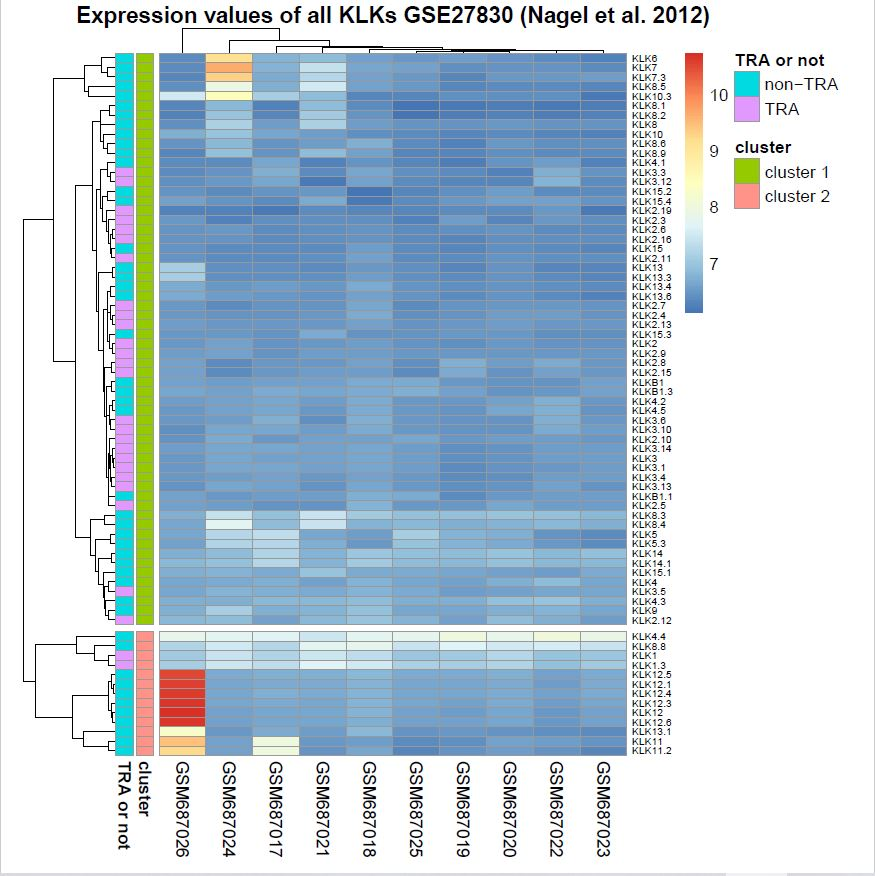 Expression values of all KLKs GSE27830 (Nagel et al. 2012)
KLK6
KLK7
KLK7.3
KLK8.5
KLK10.3
KLK8.1
KLK8.2
KLK8
KLK10
KLK8.6
KLK8.9
KLK4.1
KLK3.3
KLK3.12
KLK15.2
KLK15.4
KLK2.19
KLK2.3
KLK2.6
KLK2.16
KLK15
KLK2.11
KLK13
KLK13.3
KLK13.4
KLK13.6
KLK2.7
KLK2.4
KLK2.13
KLK15.3
KLK2
KLK2.9
KLK2.8
KLK2.15
KLKB1
KLKB1.3
KLK4.2
KLK4.5
KLK3.6
KLK3.10
KLK2.10
KLK3.14
KLK3
KLK3.1
KLK3.4
KLK3.13
KLKB1.1
KLK2.5
KLK8.3
KLK8.4
KLK5
KLK5.3
KLK14
KLK14.1
KLK15.1
KLK4
KLK3.5
KLK4.3
KLK9
KLK2.12
KLK4.4
KLK8.8
KLK1
KLK1.3
KLK12.5
KLK12.1
KLK12.4
KLK12.3
KLK12
KLK12.6
KLK13.1
KLK11
KLK11.2
10
9
8
7
TRA or not
non-TRA
TRA
cluster
cluster 1
cluster 2
TRA or not
cluster
GSM687026
GSM687024
GSM687017
GSM687021
GSM687018
GSM687025
GSM687019
GSM687020
GSM687022
GSM687023